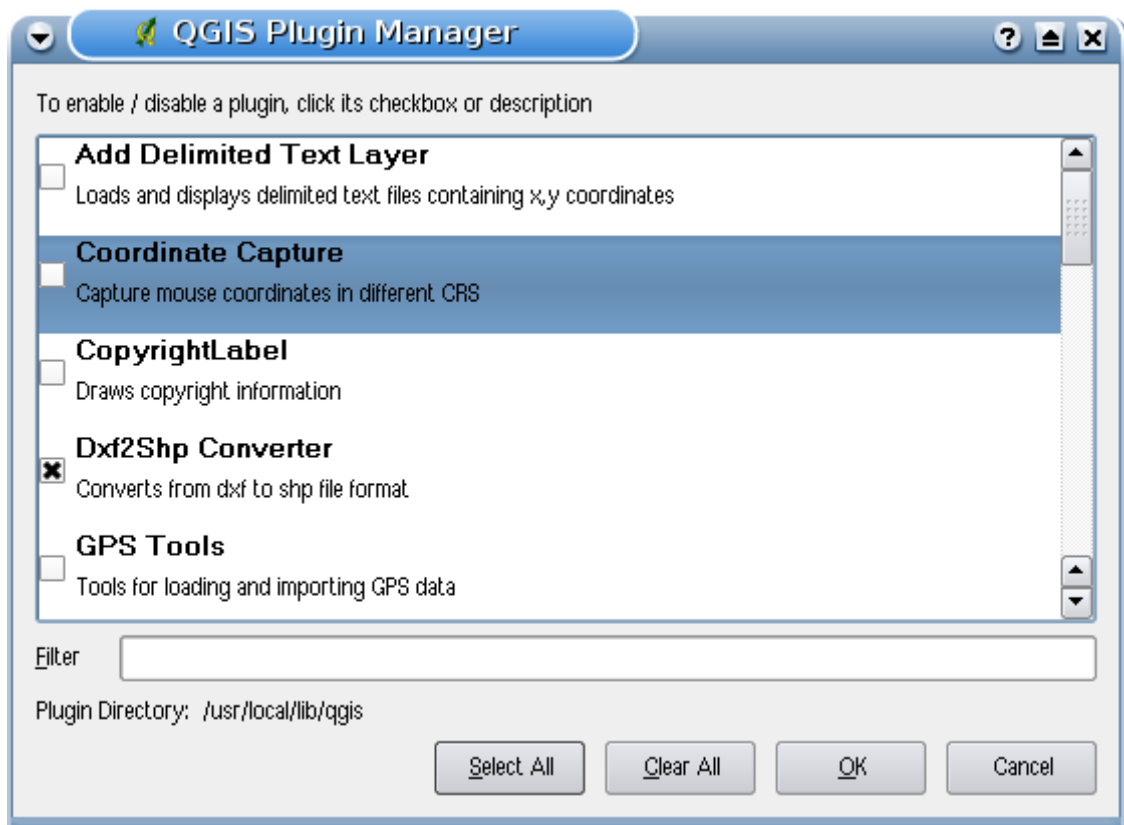 QGIS Plugin Manager
To enable / disable a plugin, click its checkbox or description
Add Delimited Text Layer
Loads and displays delimited text files containing x,y coordinates
Coordinate Capture
Capture mouse coordinates in different CRS
CopyrightLabel
Draws copyright information
Dxf2Shp Converter
Converts from dxf to shp file format
GPS Tools
Tools for loading and importing GPS data
Filter
Plugin Directory: /usr/local/lib/qgis
Select All Clear All OK Cancel